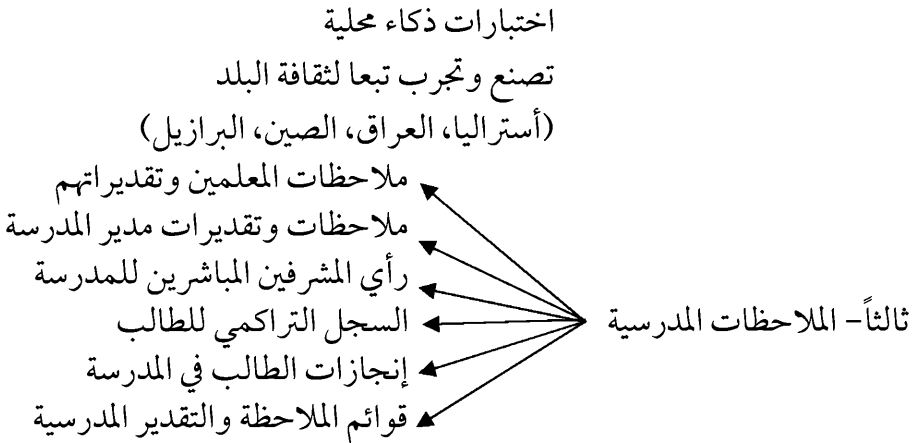 اختبارات ذكاء محلية
تصنع وتجرب تبعا لثقافة البلد
(أستراليا، العراق، الصين، البرازيل)
ثالثاً– الملاحظات المدرسية
ملاحظات المعلمين وتقديراتهم
ملاحظات وتقديرات مدير المدرسة
رأي المشرفين المباشرين للمدرسة
السجل التراكمي للطالب
إنجازات الطالب في المدرسة
قوائم الملاحظة والتقدير المدرسية